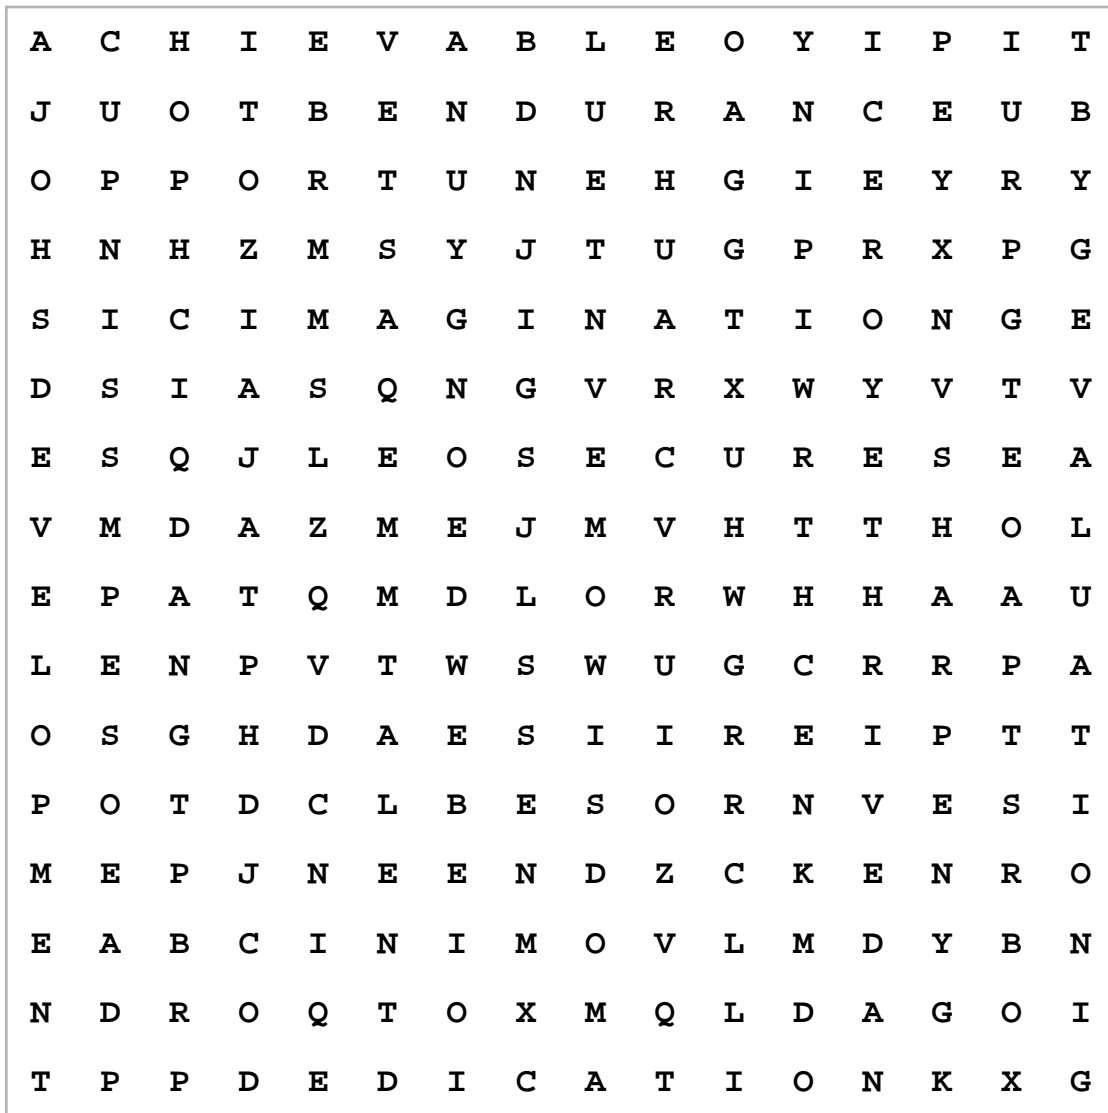 A C H I E V A B L E O Y I P I T
J U O T B E N D U R A N C E U B
O P P O R T U N E H G I E Y R Y
H N H Z M S Y J T U G P R X P G
S I C I M A G I N A T I O N G E
D S I A S Q N G V R X W Y V T V
E S Q J L E O S E C U R E S E A
V M D A Z M E J M V H T T H O L
E P A T Q M D L O R W H H A A U
L E N P V T W S W U G C R R P A
O S G H D A E S I I R E I P T T
P O T D C L B E S O R N V E S I
M E P J N E E N D Z C K E N R O
E A B C I N I M O V L M D Y B N
N D R O Q T O X M Q L D A G O I
T P P D E D I C A T I O N K X G